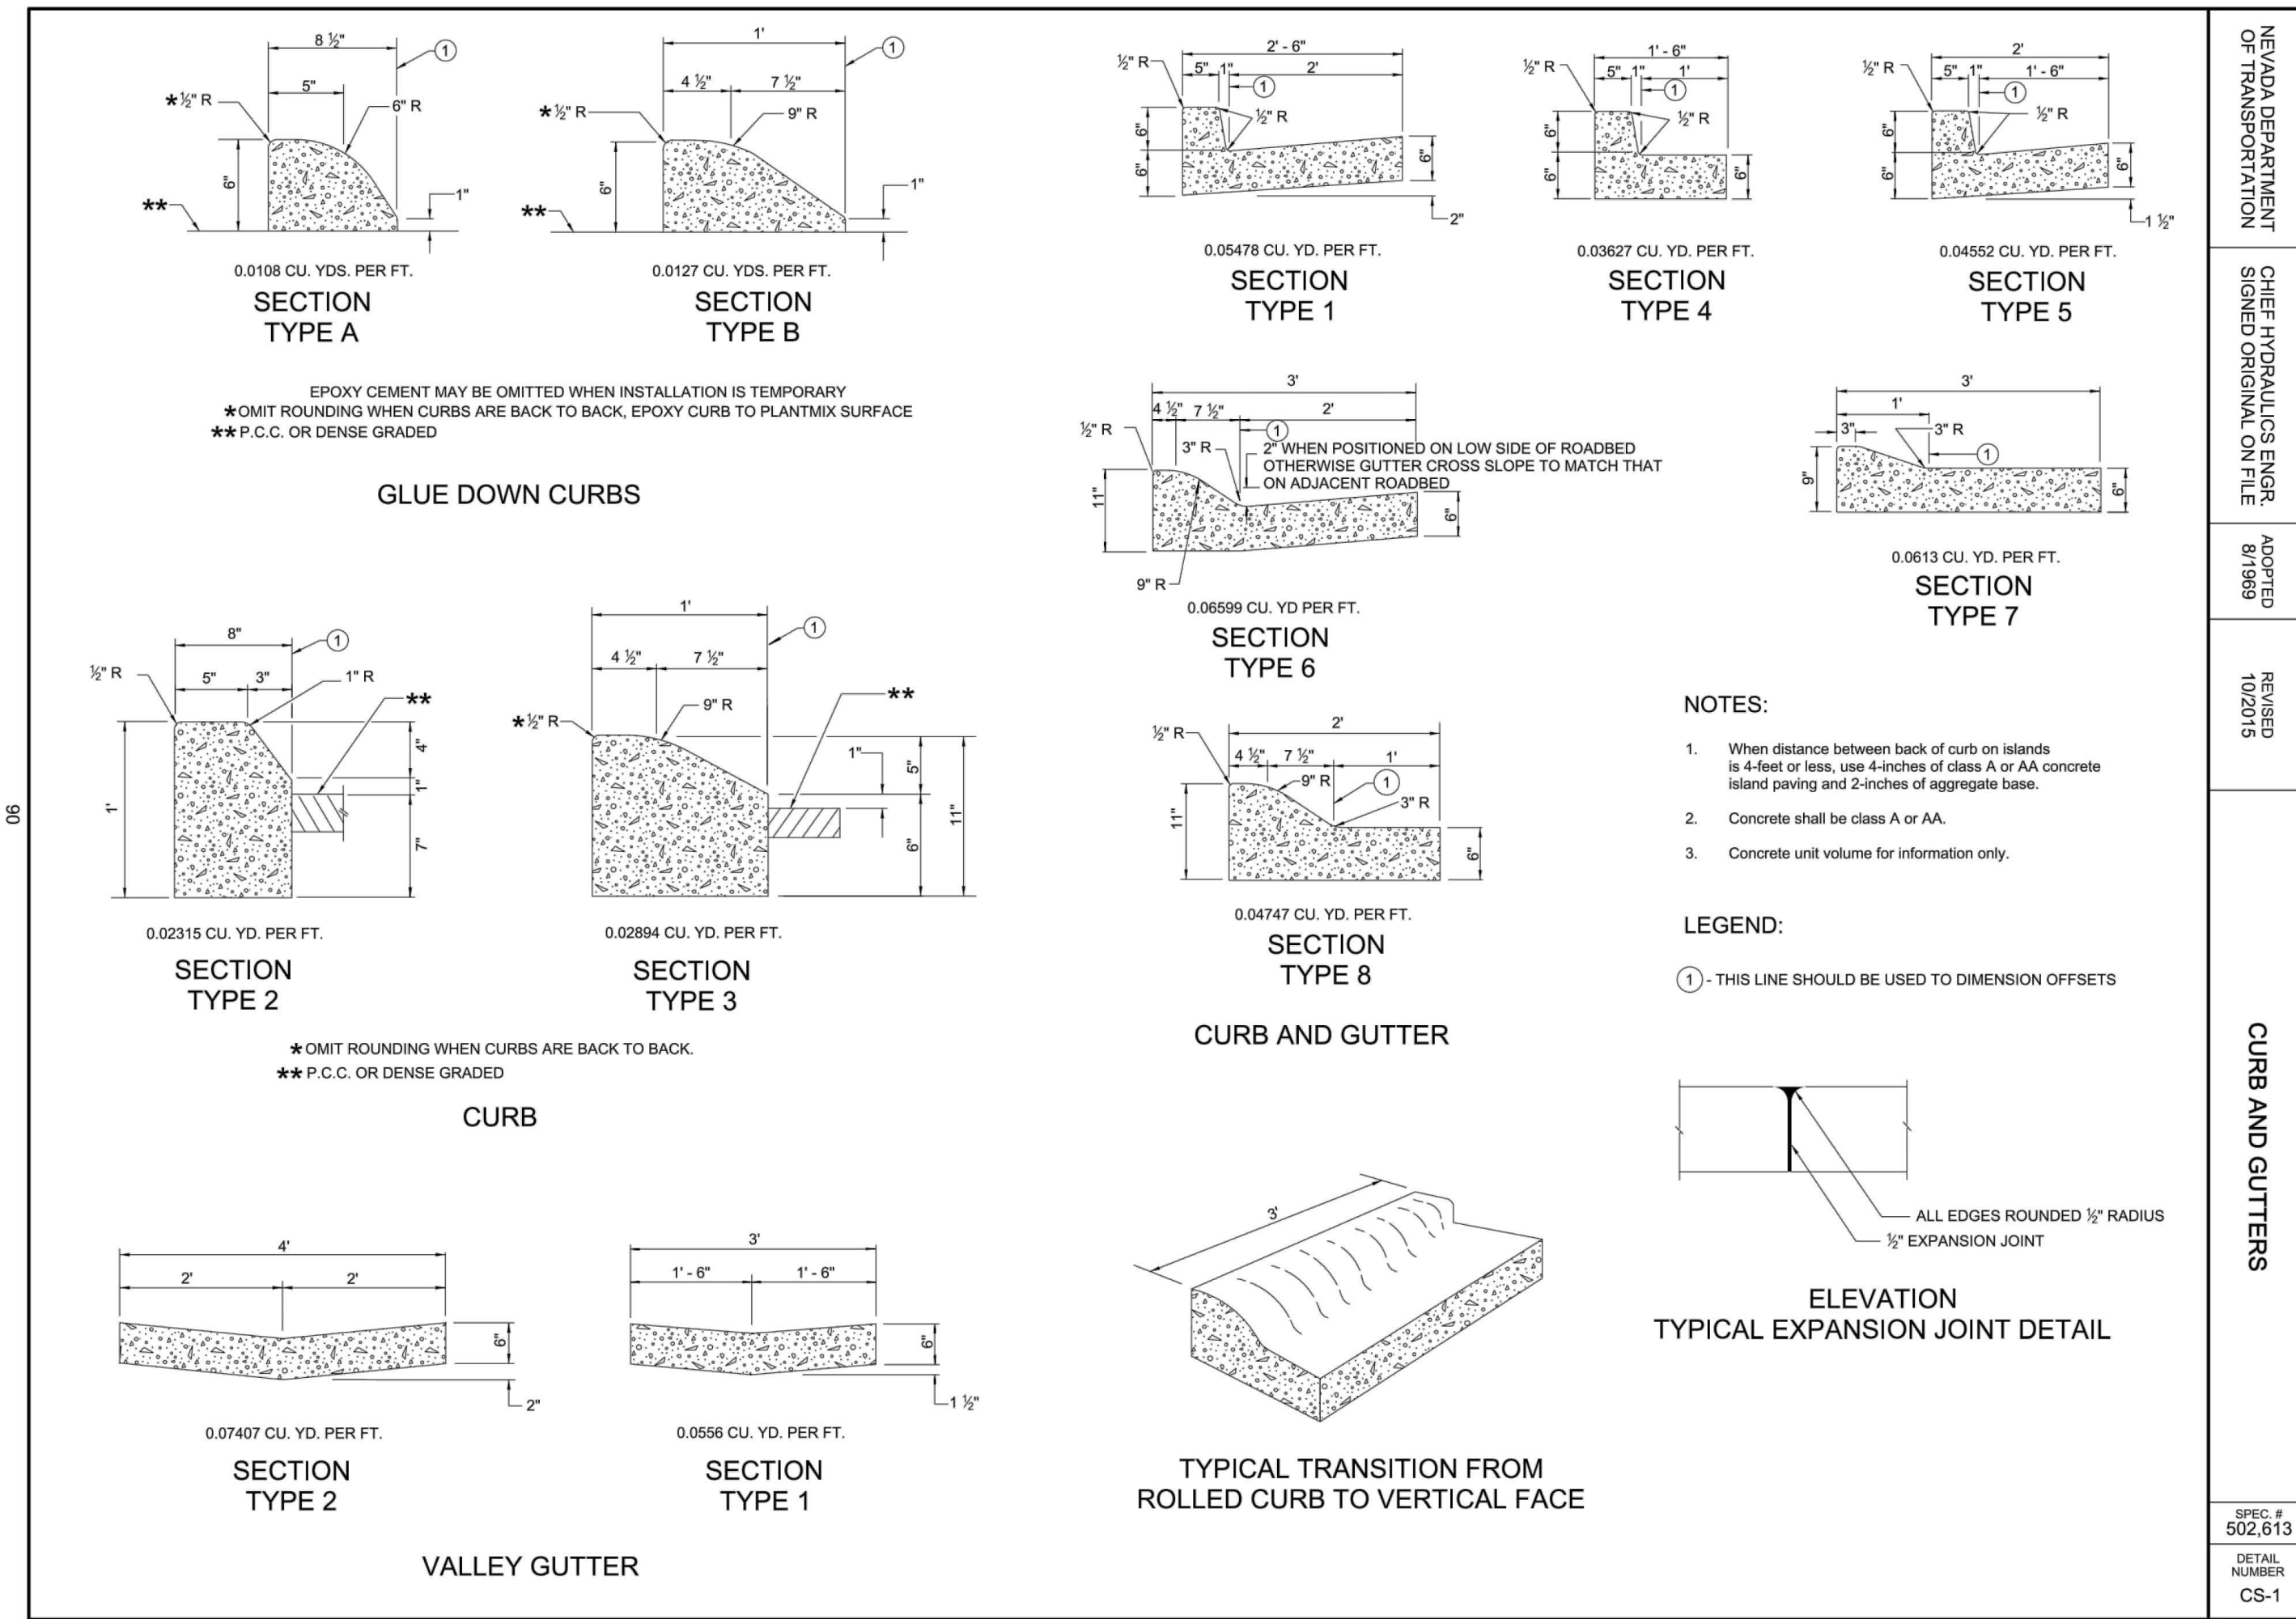 8 ½"
1
5"
*½" R
6" R
6"
1"
**
0.0108 CU. YDS. PER FT.
SECTION
TYPE A
1'
1
4 ½"
7 ½"
*½" R
9" R
6"
1"
**
0.0127 CU. YDS. PER FT.
SECTION
TYPE B
EPOXY CEMENT MAY BE OMITTED WHEN INSTALLATION IS TEMPORARY
*OMIT ROUNDING WHEN CURBS ARE BACK TO BACK, EPOXY CURB TO PLANTMIX SURFACE
** P.C.C. OR DENSE GRADED
GLUE DOWN CURBS
8"
1
½" R
5"
3"
1" R
**
4"
1"
1'
7"
0.02315 CU. YD. PER FT.
SECTION
TYPE 2
1'
1
4 ½"
7 ½"
9" R
**
*½" R
1"
5"
11"
6"
0.02894 CU. YD. PER FT.
SECTION
TYPE 3
*OMIT ROUNDING WHEN CURBS ARE BACK TO BACK.
** P.C.C. OR DENSE GRADED
CURB
4'
2'
2'
6"
2"
0.07407 CU. YD. PER FT.
SECTION
TYPE 2
3'
1' - 6"
1' - 6"
6"
1 ½"
0.0556 CU. YD. PER FT.
SECTION
TYPE 1
VALLEY GUTTER
2' - 6"
½" R
5"
1"
2'
1
½" R
6"
6"
6"
2"
0.05478 CU. YD. PER FT.
SECTION
TYPE 1
1' - 6"
½" R
5"
1"
1'
1
½" R
6"
6"
6"
0.03627 CU. YD. PER FT.
SECTION
TYPE 4
2'
½" R
5"
1"
1' - 6"
1
½" R
6"
6"
6"
1 ½"
0.04552 CU. YD. PER FT.
SECTION
TYPE 5
3'
4 ½"
7 ½"
2'
½" R
1
3" R
2" WHEN POSITIONED ON LOW SIDE OF ROADBED
OTHERWISE GUTTER CROSS SLOPE TO MATCH THAT
ON ADJACENT ROADBED
11"
6"
9" R
0.06599 CU. YD PER FT.
SECTION
TYPE 6
3'
1'
3"
3" R
1
9"
6"
0.0613 CU. YD. PER FT.
SECTION
TYPE 7
2'
½" R
4 ½"
7 ½"
1'
9" R
1
3" R
11"
6"
0.04747 CU. YD. PER FT.
SECTION
TYPE 8
CURB AND GUTTER
NOTES:
1. When distance between back of curb on islands
is 4-feet or less, use 4-inches of class A or AA concrete
island paving and 2-inches of aggregate base.
2. Concrete shall be class A or AA.
3. Concrete unit volume for information only.
LEGEND:
1 - THIS LINE SHOULD BE USED TO DIMENSION OFFSETS
ALL EDGES ROUNDED ½" RADIUS
½" EXPANSION JOINT
ELEVATION
TYPICAL EXPANSION JOINT DETAIL
3'
TYPICAL TRANSITION FROM
ROLLED CURB TO VERTICAL FACE
NEVADA DEPARTMENT
OF TRANSPORTATION
CHIEF HYDRAULICS ENGR.
SIGNED ORIGINAL ON FILE
ADOPTED
8/1969
REVISED
10/2015
CURB AND GUTTERS
SPEC. #
502,613
DETAIL
NUMBER
CS-1
90